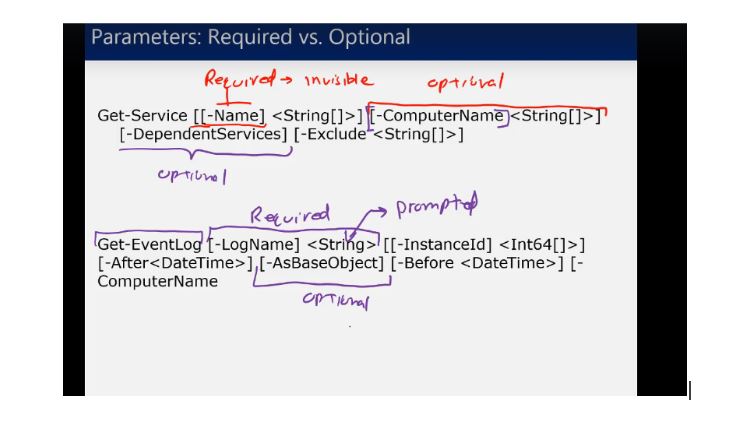 Parameters: Required vs. Optional
Required → invisible
optional
Get-Service [[-Name] <String[]>] [-ComputerName <String[]>]
[-DependentServices] [-Exclude <String[]>]
optional
Required → prompted
Get-EventLog [-LogName] <String> [[-InstanceId] <Int64[]>]
[-After<DateTime>] [-AsBaseObject] [-Before <DateTime>] [-
ComputerName
optional